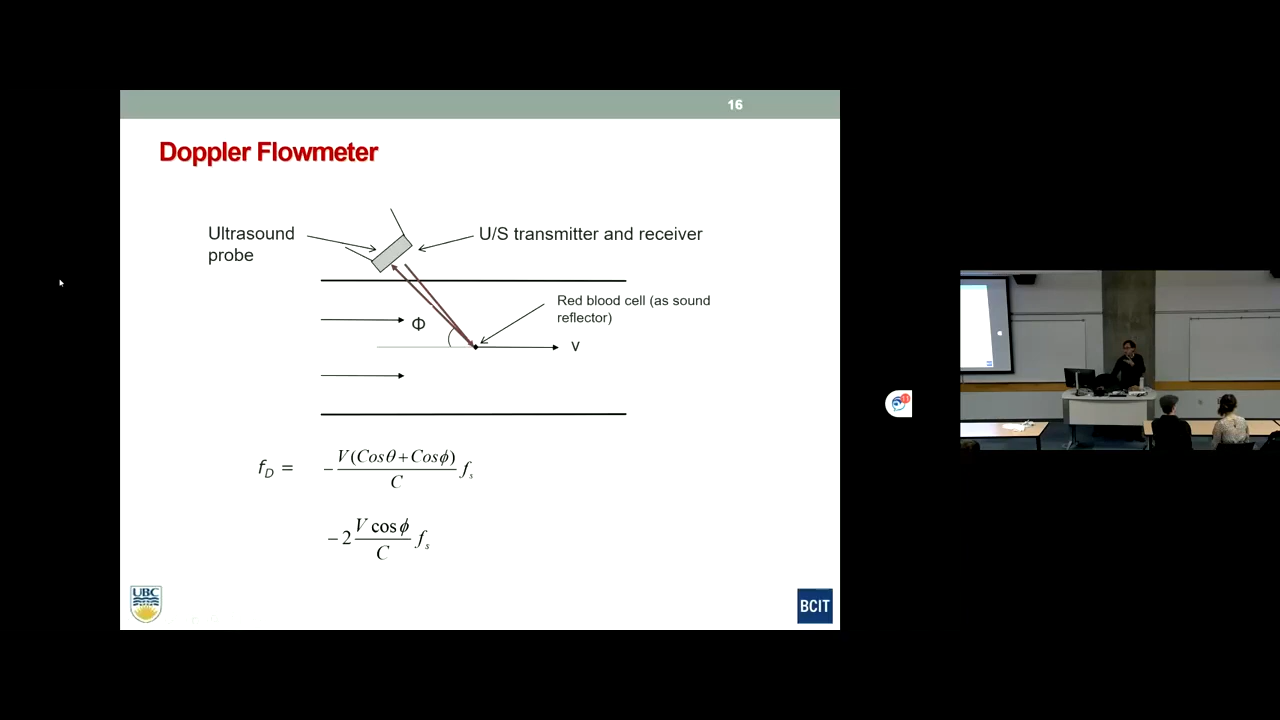 16
Doppler Flowmeter
Ultrasound
probe
U/S transmitter and receiver
Red blood cell (as sound
reflector)
Φ
v
f_D = - V(Cosθ+Cosϕ)/C f_s
-2 V cosϕ/C f_s
UBC
BCIT